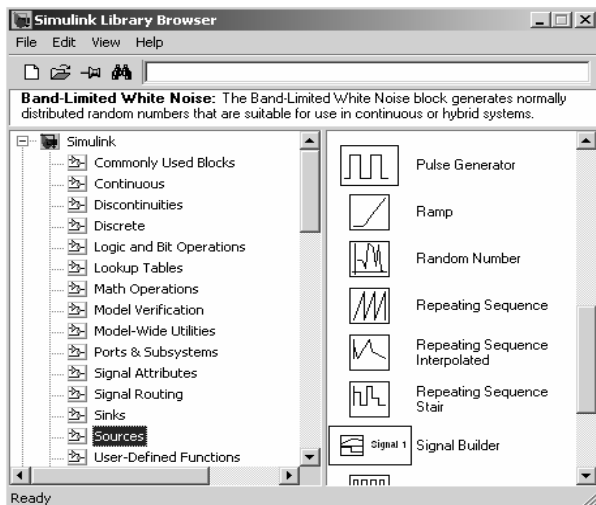 Simulink Library Browser
File Edit View Help
Band-Limited White Noise: The Band-Limited White Noise block generates normally
distributed random numbers that are suitable for use in continuous or hybrid systems.
Simulink
Commonly Used Blocks
Continuous
Discontinuities
Discrete
Logic and Bit Operations
Lookup Tables
Math Operations
Model Verification
Model-Wide Utilities
Ports & Subsystems
Signal Attributes
Signal Routing
Sinks
Sources
User-Defined Functions
Pulse Generator
Ramp
Random Number
Repeating Sequence
Repeating Sequence
Interpolated
Repeating Sequence
Stair
Signal 1 Signal Builder
Ready